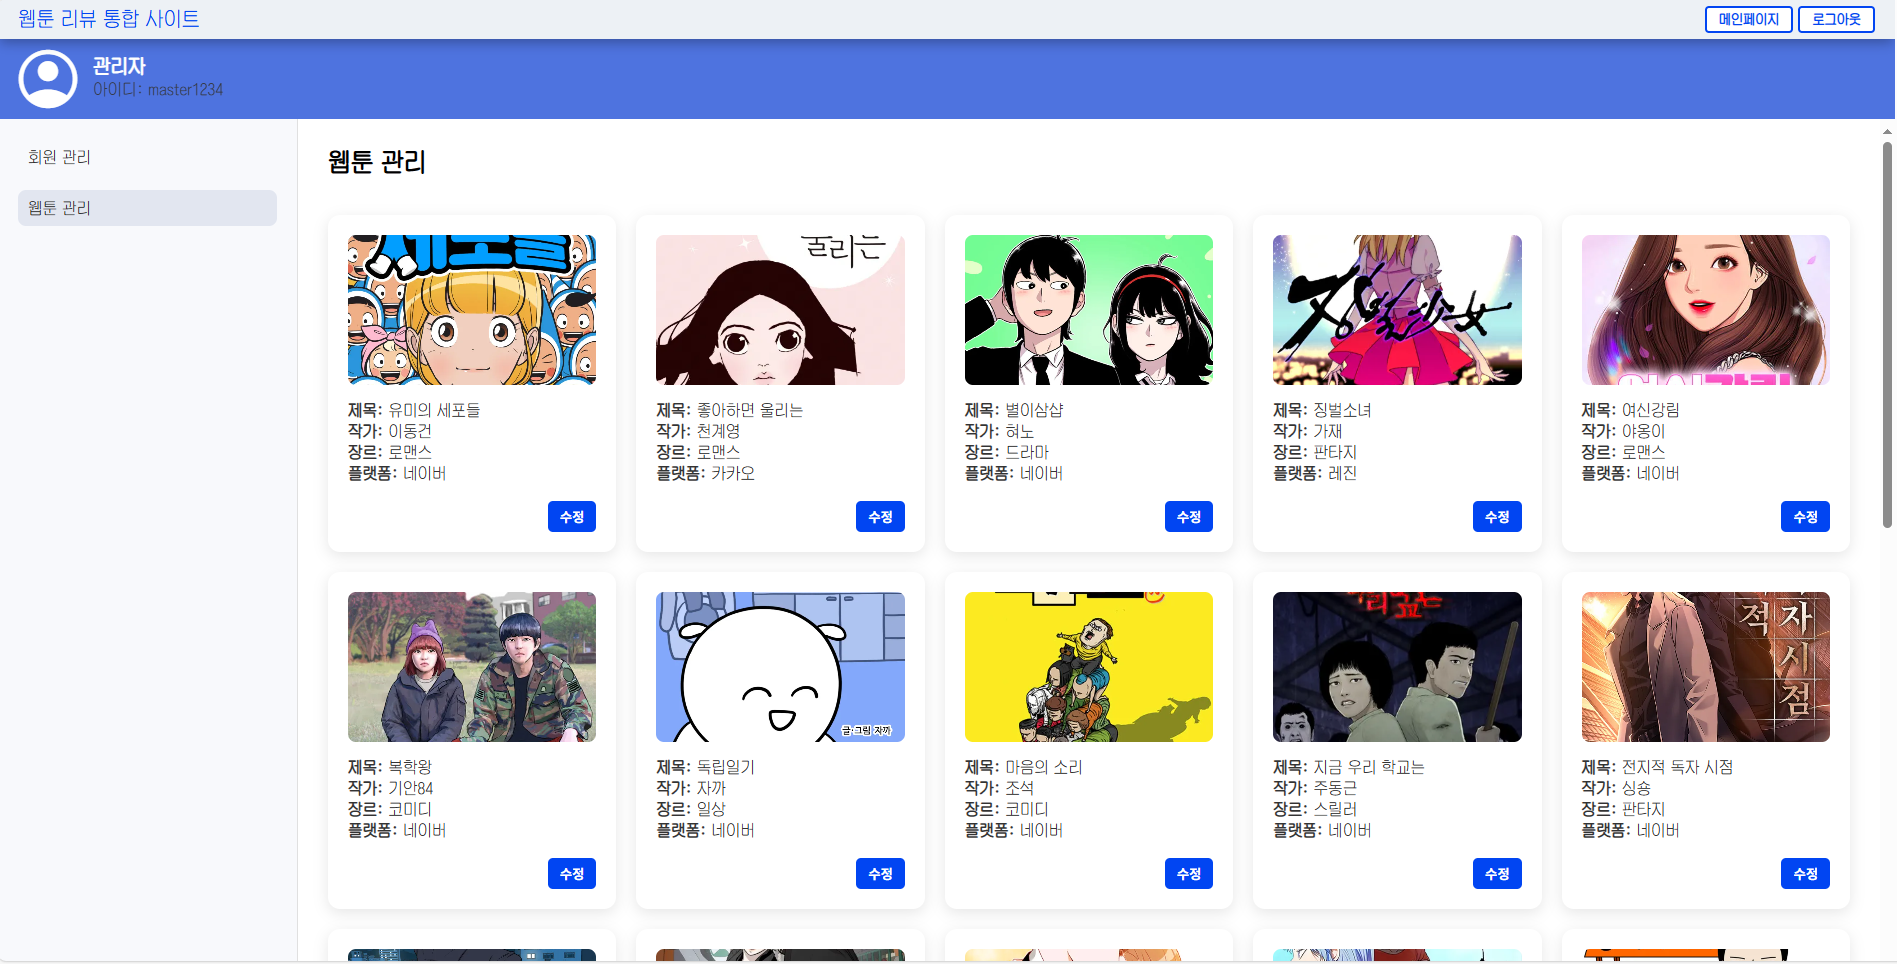 웹툰 리뷰 통합 사이트
메인페이지
로그아웃
관리자
아이디: master1234
회원 관리
웹툰 관리
웹툰 관리
세포들
울리는
징벌소녀
제목: 유미의 세포들
작가: 이동건
장르: 로맨스
플랫폼: 네이버
수정
제목: 좋아하면 울리는
작가: 천계영
장르: 로맨스
플랫폼: 카카오
수정
제목: 별이삼샵
작가: 혀노
장르: 드라마
플랫폼: 네이버
수정
제목: 징벌소녀
작가: 가재
장르: 판타지
플랫폼: 레진
수정
제목: 여신강림
작가: 야옹이
장르: 로맨스
플랫폼: 네이버
수정
글·그림 자까
적 자
시
점
제목: 복학왕
작가: 기안84
장르: 코미디
플랫폼: 네이버
수정
제목: 독립일기
작가: 자까
장르: 일상
플랫폼: 네이버
수정
제목: 마음의 소리
작가: 조석
장르: 코미디
플랫폼: 네이버
수정
제목: 지금 우리 학교는
작가: 주동근
장르: 스릴러
플랫폼: 네이버
수정
제목: 전지적 독자 시점
작가: 싱숑
장르: 판타지
플랫폼: 네이버
수정